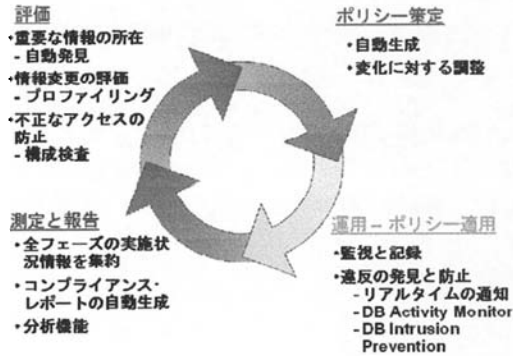 評価
・重要な情報の所在
- 自動発見
・情報変更の評価
- プロファイリング
・不正なアクセスの
防止
- 構成検査
ポリシー策定
・自動生成
・変化に対する調整
測定と報告
・全フェーズの実施状
況情報を集約
・コンプライアンス・
レポートの自動生成
・分析機能
運用 – ポリシー適用
・監視と記録
・違反の発見と防止
- リアルタイムの通知
- DB Activity Monitor
- DB Intrusion
Prevention